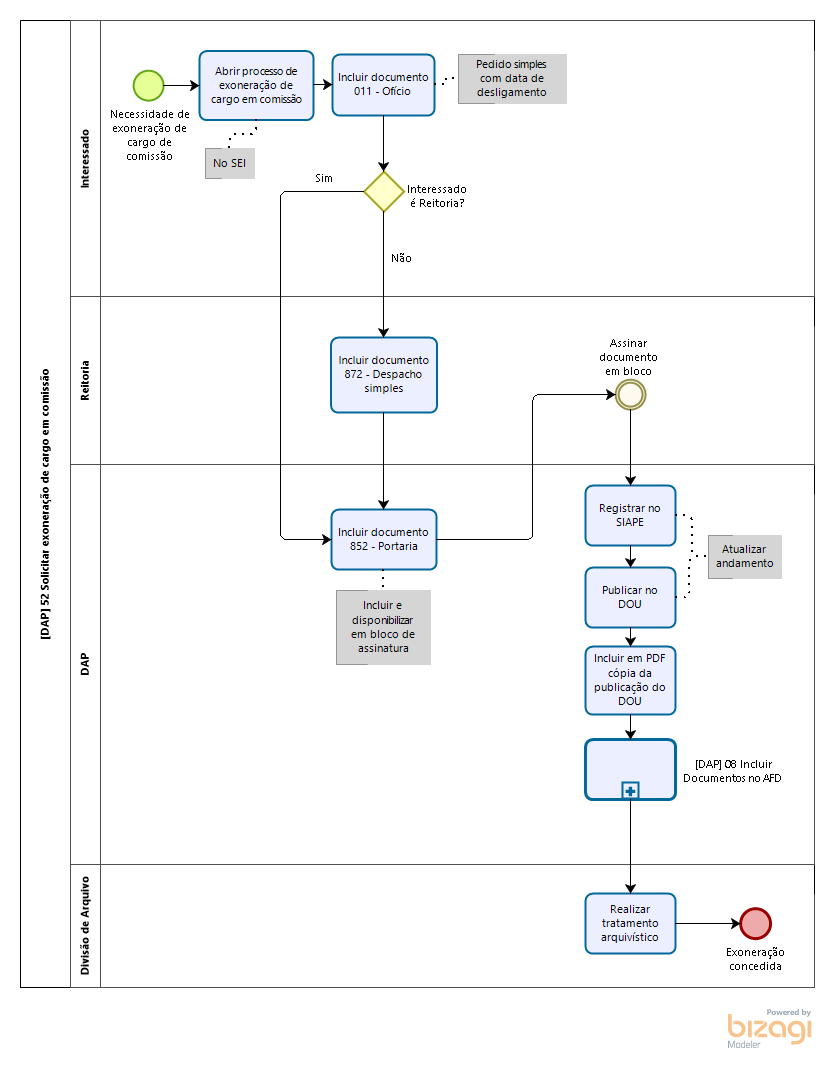 [DAP] 52 Solicitar exoneração de cargo em comissão
Interessado
Necessidade de
exoneração de
cargo de
comissão
Abrir processo de
exoneração de
cargo em comissão
No SEI
Incluir documento
011 - Ofício
Pedido simples
com data de
desligamento
Interessado
é Reitoria?
Sim
Não
Reitoria
Incluir documento
872 - Despacho
simples
Assinar
documento
em bloco
DAP
Incluir documento
852 - Portaria
Incluir e
disponibilizar
em bloco de
assinatura
Registrar no
SIAPE
Atualizar
andamento
Publicar no
DOU
Incluir em PDF
cópia da
publicação do
DOU
[DAP] 08 Incluir
Documentos no AFD
Divisão de Arquivo
Realizar
tratamento
arquivístico
Exoneração
concedida
Powered by
bizagi
Modeler